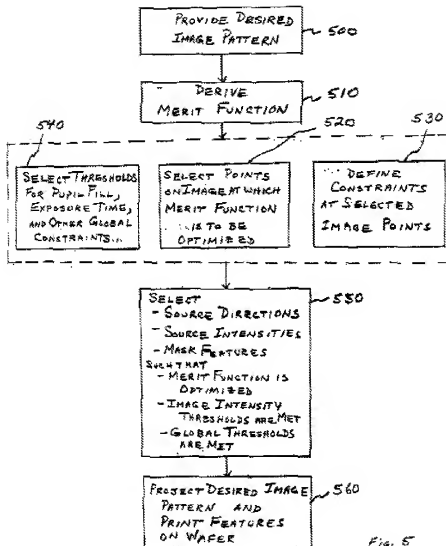 PROVIDE DESIRED
IMAGE PATTERN
500
DERIVE
MERIT FUNCTION
510
540
520
530
SELECT THRESHOLDS
FOR PUPIL FILL,
EXPOSURE TIME,
AND OTHER GLOBAL
CONSTRAINTS...
SELECT POINTS
ON IMAGE AT WHICH
MERIT FUNCTION
IS TO BE
OPTIMIZED
DEFINE
CONSTRAINTS
AT SELECTED
IMAGE POINTS
SELECT
- SOURCE DIRECTIONS
- SOURCE INTENSITIES
- MASK FEATURES
SUCH THAT
- MERIT FUNCTION IS
OPTIMIZED
- IMAGE INTENSITY
THRESHOLDS ARE MET
- GLOBAL THRESHOLDS
ARE MET
550
PROJECT DESIRED IMAGE
PATTERN AND
PRINT FEATURES
ON WAFER
560
Fig. 5